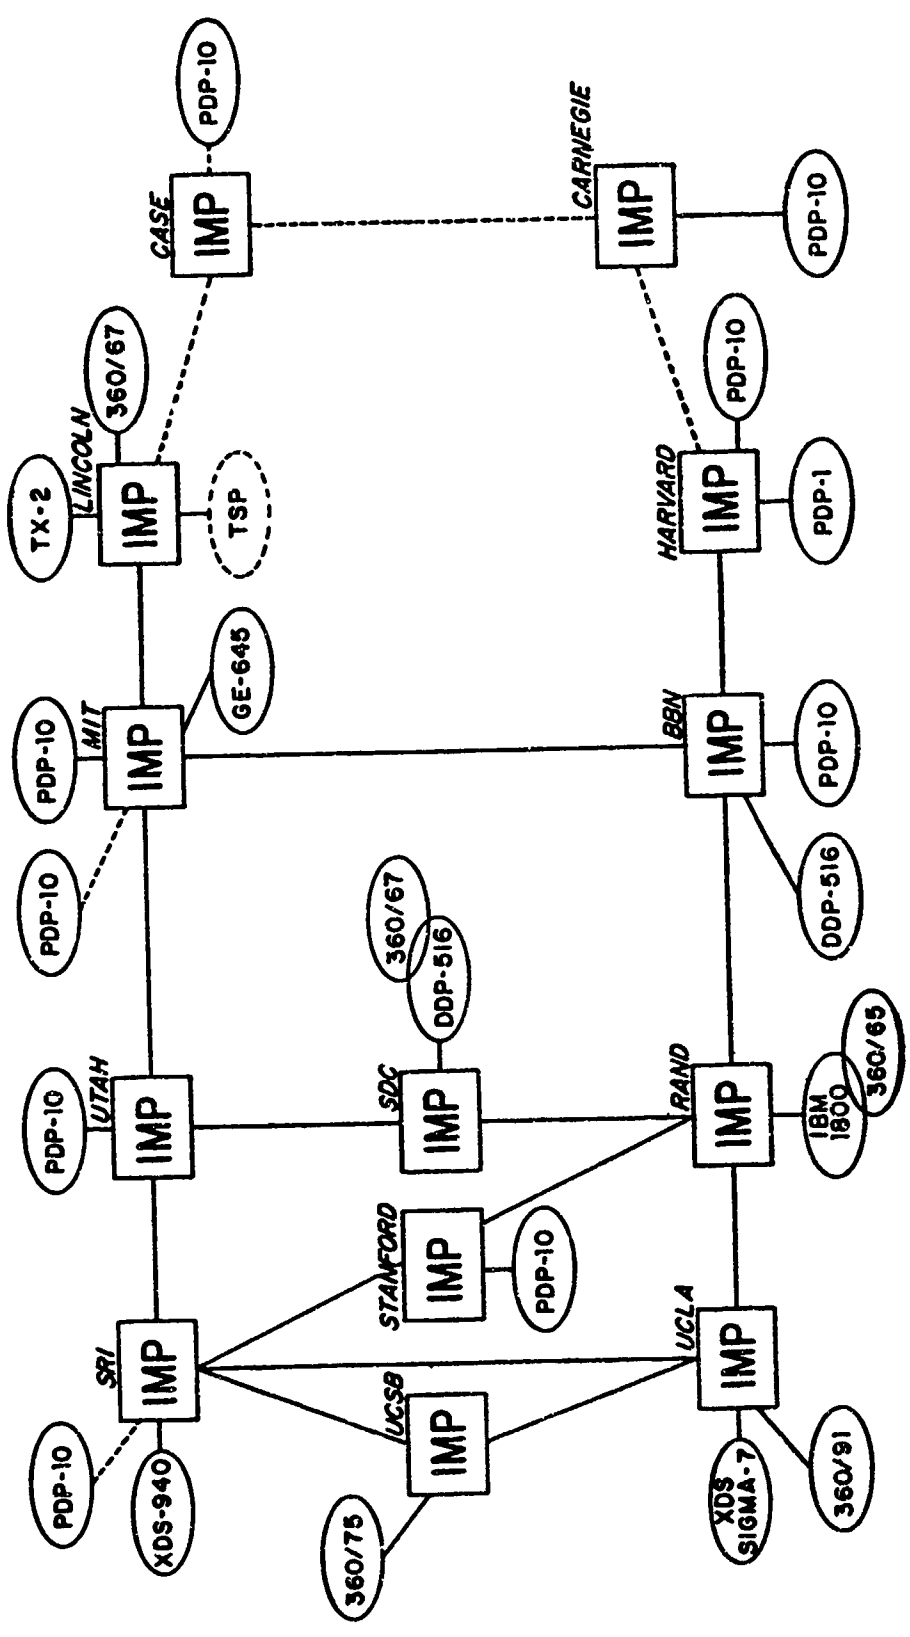 PDP-10
XDS-940
SRI
IMP
PDP-10
UTAH
IMP
PDP-10
PDP-10
MIT
IMP
GE-645
TX-2
LINCOLN
IMP
360/67
TSP
CASE
IMP
PDP-10
360/75
UCSB
IMP
STANFORD
IMP
PDP-10
SDC
IMP
DDP-516
360/67
XDS
SIGMA-7
UCLA
IMP
360/91
RAND
IMP
IBM
1800
360/65
BBN
IMP
DDP-516
PDP-10
HARVARD
IMP
PDP-10
PDP-1
CARNEGIE
IMP
PDP-10